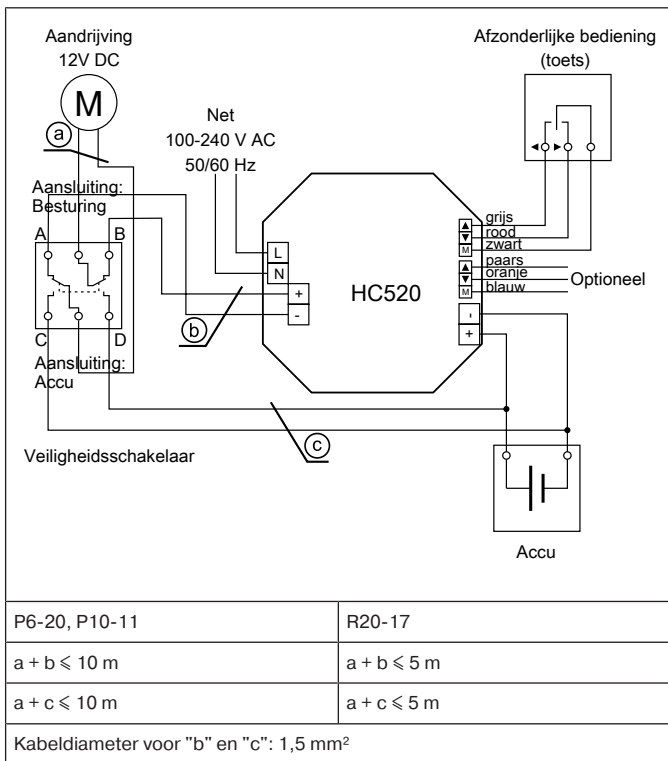 Aandrijving
12V DC
M
a
Net
100-240 V AC
50/60 Hz
Afzonderlijke bediening
(toets)
◄ ►
Aansluiting:
Besturing
A B
C D
Aansluiting:
Accu
L
N
+
-
b
HC520
▲ grijs
▼ rood
M zwart
▲ paars
▼ oranje
M blauw
Optioneel
-
+
c
Veiligheidsschakelaar
Accu
P6-20, P10-11 R20-17
a + b ⩽ 10 m a + b ⩽ 5 m
a + c ⩽ 10 m a + c ⩽ 5 m
Kabeldiameter voor "b" en "c": 1,5 mm²